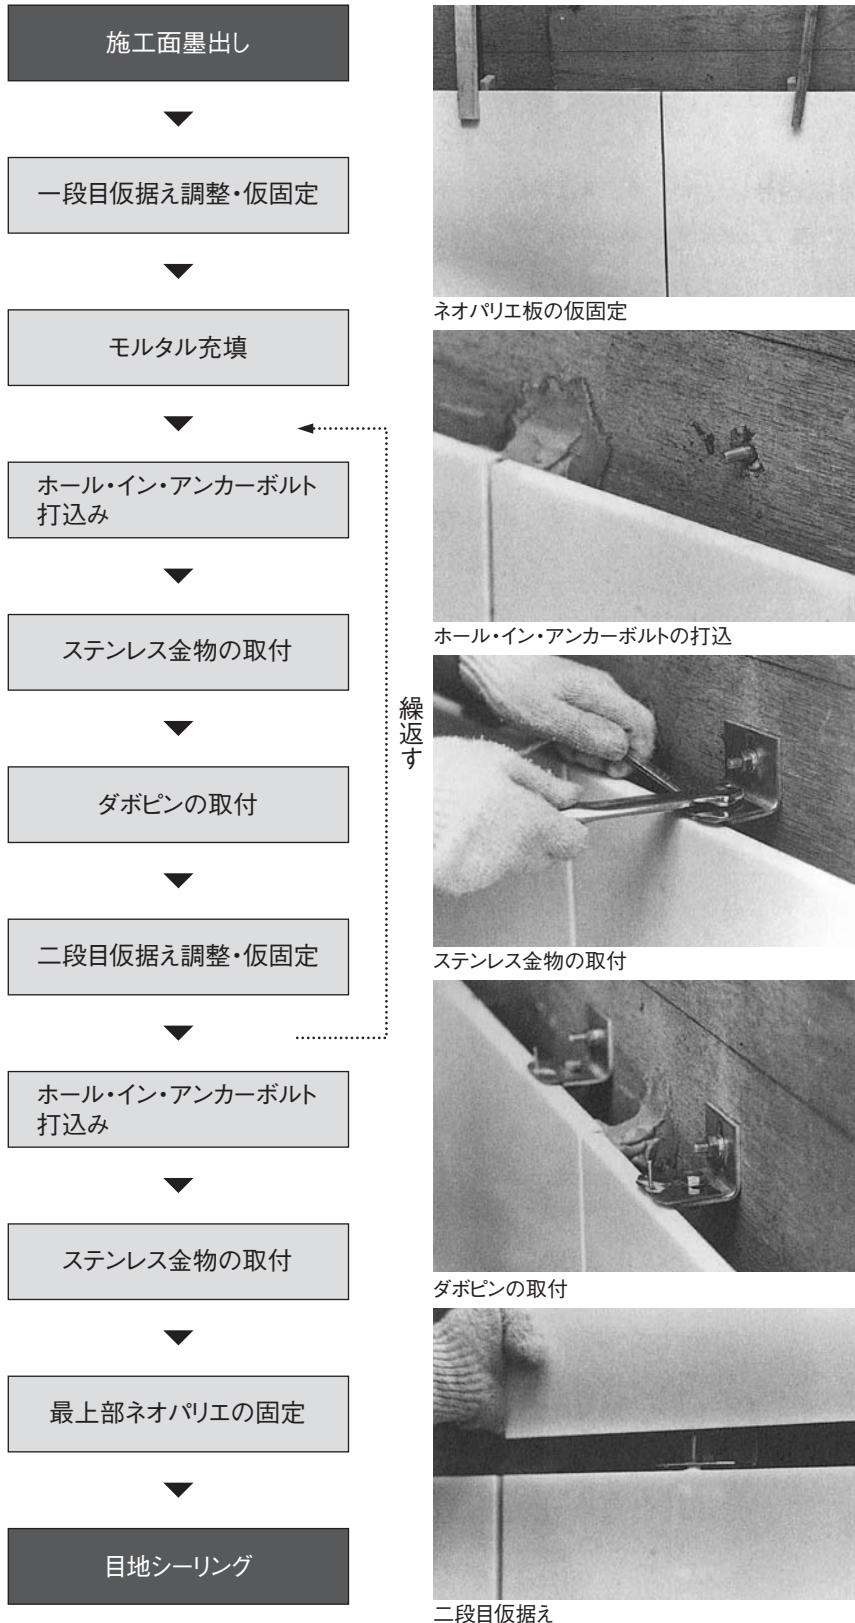 施工面墨出し
一段目仮据え調整・仮固定
モルタル充填
ホール・イン・アンカーボルト
打込み
ステンレス金物の取付
ダボピンの取付
二段目仮据え調整・仮固定
繰返す
ホール・イン・アンカーボルト
打込み
ステンレス金物の取付
最上部ネオパリエの固定
目地シーリング
ネオパリエ板の仮固定
ホール・イン・アンカーボルトの打込
ステンレス金物の取付
ダボピンの取付
二段目仮据え